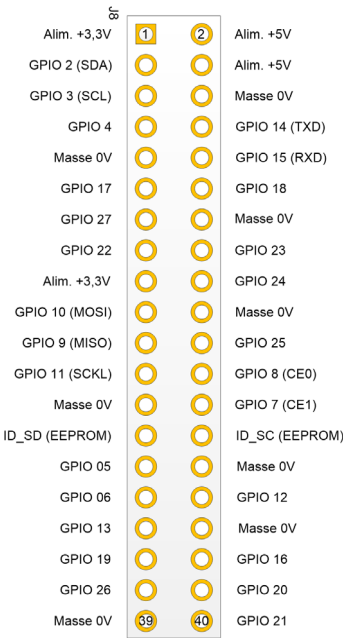 J8
Alim. +3,3V 1 2 Alim. +5V
GPIO 2 (SDA) Alim. +5V
GPIO 3 (SCL) Masse 0V
GPIO 4 GPIO 14 (TXD)
Masse 0V GPIO 15 (RXD)
GPIO 17 GPIO 18
GPIO 27 Masse 0V
GPIO 22 GPIO 23
Alim. +3,3V GPIO 24
GPIO 10 (MOSI) Masse 0V
GPIO 9 (MISO) GPIO 25
GPIO 11 (SCKL) GPIO 8 (CE0)
Masse 0V GPIO 7 (CE1)
ID_SD (EEPROM) ID_SC (EEPROM)
GPIO 05 Masse 0V
GPIO 06 GPIO 12
GPIO 13 Masse 0V
GPIO 19 GPIO 16
GPIO 26 GPIO 20
Masse 0V 39 40 GPIO 21